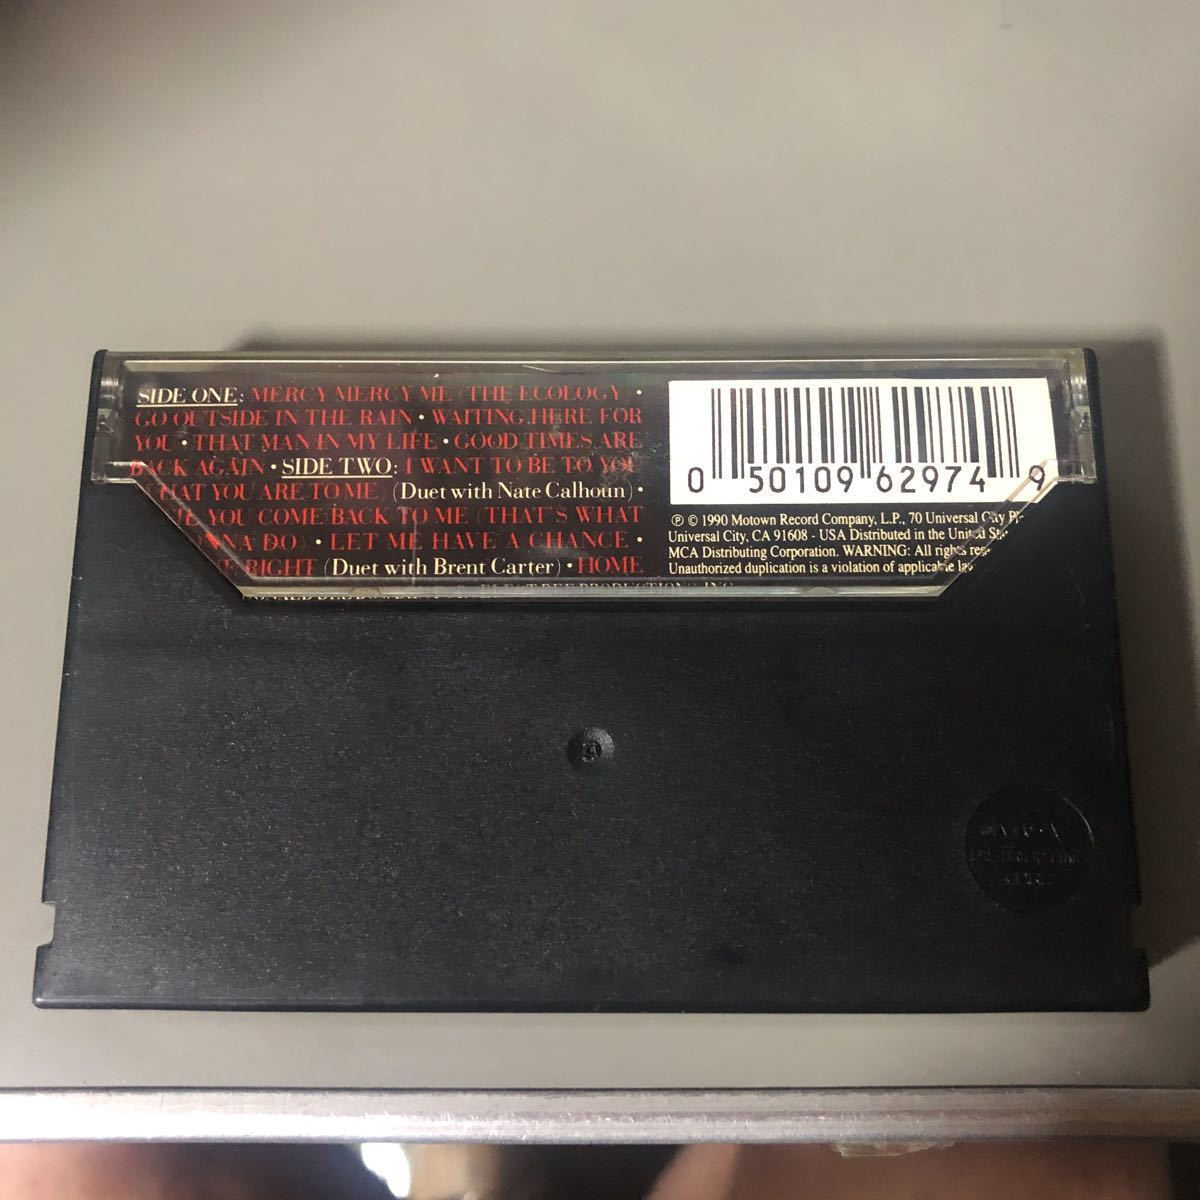 SIDE ONE: MERCY MERCY ME (THE ECOLOGY) •
GO OUTSIDE IN THE RAIN • WAITING HERE FOR
YOU • THAT MAN IN MY LIFE • GOOD TIMES ARE
BACK AGAIN • SIDE TWO: I WANT TO BE TO YOU
THAT YOU ARE TO ME (Duet with Nate Calhoun) •
YOU COME BACK TO ME (THAT'S WHAT
DO) • LET ME HAVE A CHANCE •
RIGHT (Duet with Brent Carter) • HOME
PRODUCTIONS, INC.
0 50109 62974 9
℗ © 1990 Motown Record Company, L.P., 70 Universal City
Universal City, CA 91608 - USA Distributed in the United
MCA Distributing Corporation. WARNING: All rights
Unauthorized duplication is a violation of applicable